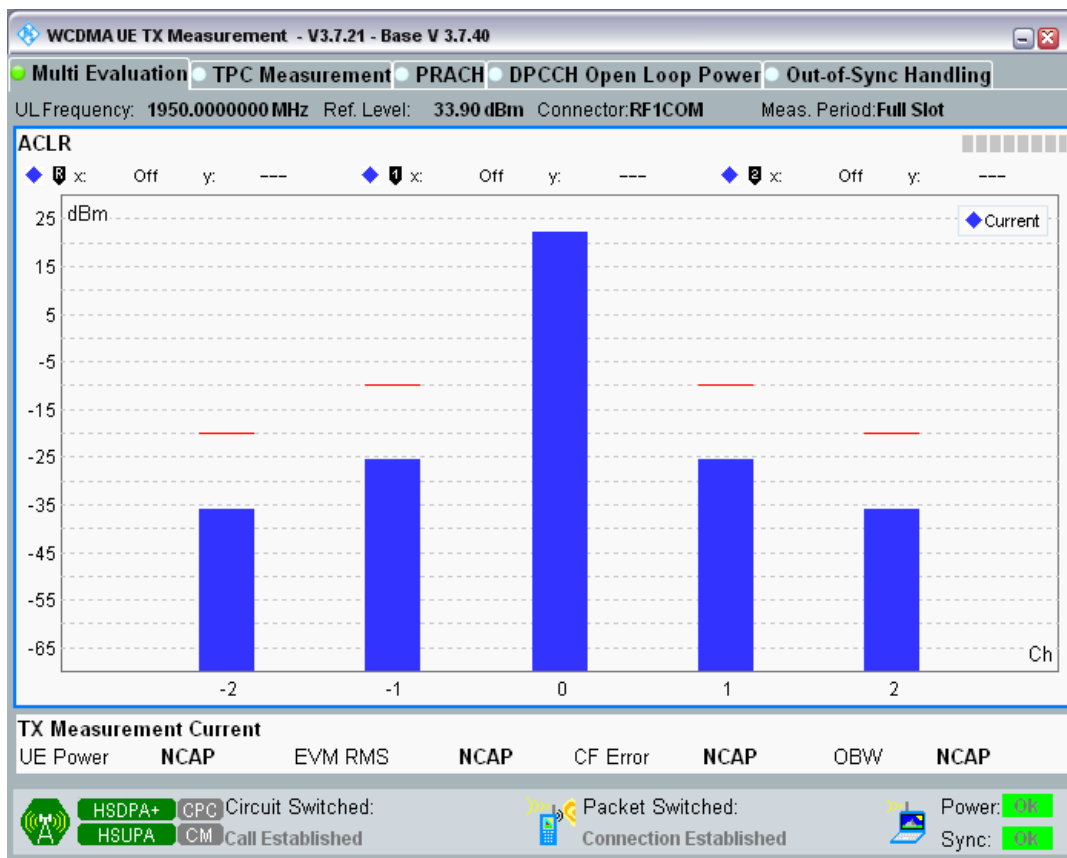 WCDMA UE TX Measurement - V3.7.21 - Base V 3.7.40
Multi Evaluation TPC Measurement PRACH DPCCH Open Loop Power Out-of-Sync Handling
UL Frequency: 1950.0000000 MHz Ref. Level: 33.90 dBm Connector:RF1COM Meas. Period:Full Slot
ACLR
R x: Off y: --- 1 x: Off y: --- 2 x: Off y: ---
dBm
Current
25
15
5
-5
-15
-25
-35
-45
-55
-65
Ch
-2 -1 0 1 2
TX Measurement Current
UE Power NCAP EVM RMS NCAP CF Error NCAP OBW NCAP
HSDPA+ CPC Circuit Switched: Packet Switched: Power: Ok
HSUPA CM Call Established Connection Established Sync: Ok